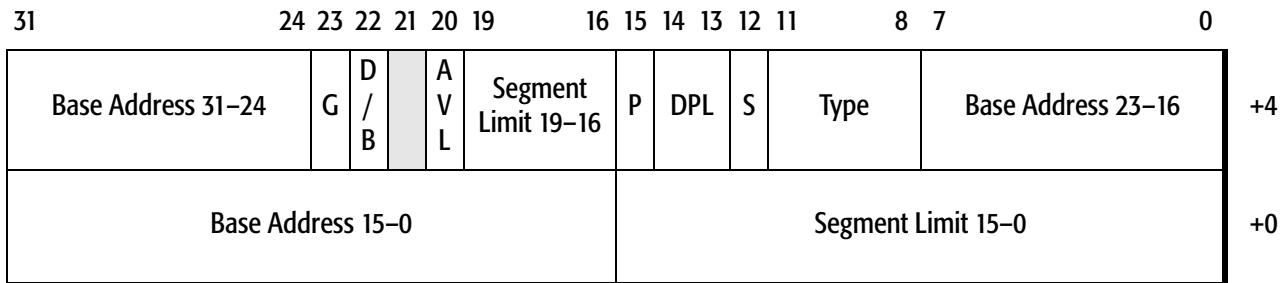 31 24 23 22 21 20 19 16 15 14 13 12 11 8 7 0
Base Address 31–24 G D/B AVL Segment Limit 19–16 P DPL S Type Base Address 23–16 +4
Base Address 15–0 Segment Limit 15–0 +0